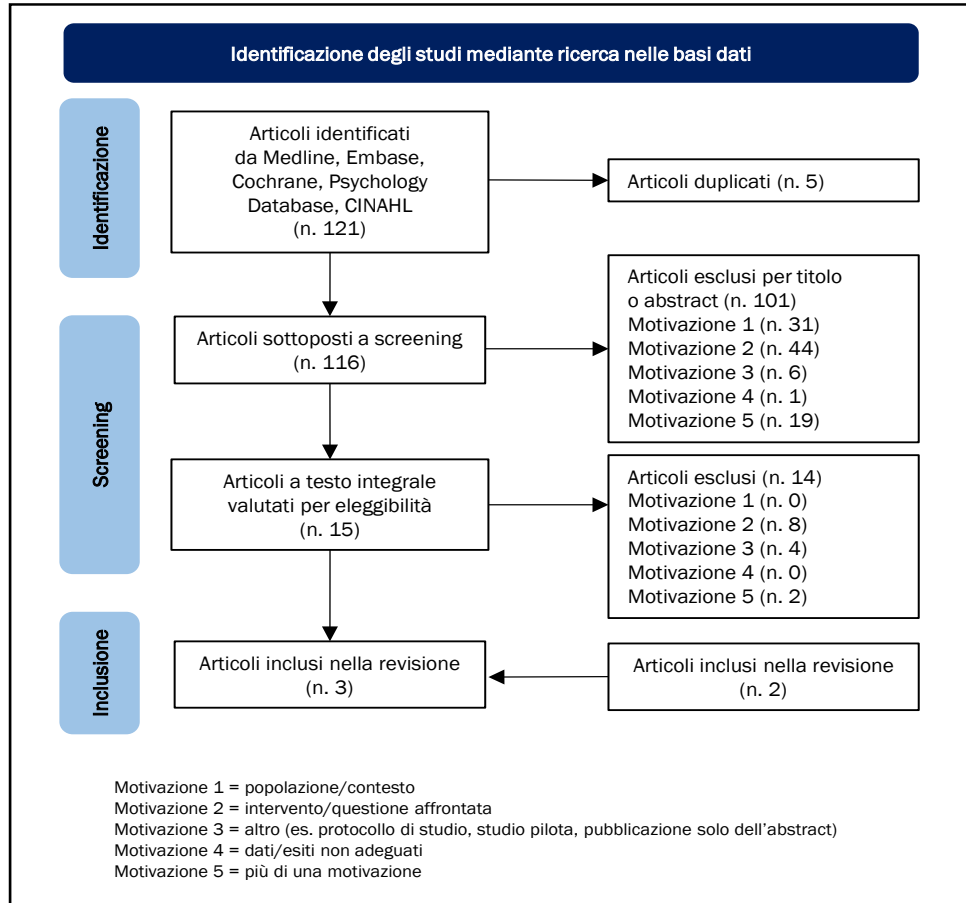 Identificazione degli studi mediante ricerca nelle basi dati
Identificazione
Articoli identificati
da Medline, Embase,
Cochrane, Psychology
Database, CINAHL
(n. 121)
Articoli duplicati (n. 5)
Screening
Articoli sottoposti a screening
(n. 116)
Articoli esclusi per titolo
o abstract (n. 101)
Motivazione 1 (n. 31)
Motivazione 2 (n. 44)
Motivazione 3 (n. 6)
Motivazione 4 (n. 1)
Motivazione 5 (n. 19)
Articoli a testo integrale
valutati per eleggibilità
(n. 15)
Articoli esclusi (n. 14)
Motivazione 1 (n. 0)
Motivazione 2 (n. 8)
Motivazione 3 (n. 4)
Motivazione 4 (n. 0)
Motivazione 5 (n. 2)
Inclusione
Articoli inclusi nella revisione
(n. 3)
Articoli inclusi nella revisione
(n. 2)
Motivazione 1 = popolazione/contesto
Motivazione 2 = intervento/questione affrontata
Motivazione 3 = altro (es. protocollo di studio, studio pilota, pubblicazione solo dell'abstract)
Motivazione 4 = dati/esiti non adeguati
Motivazione 5 = più di una motivazione